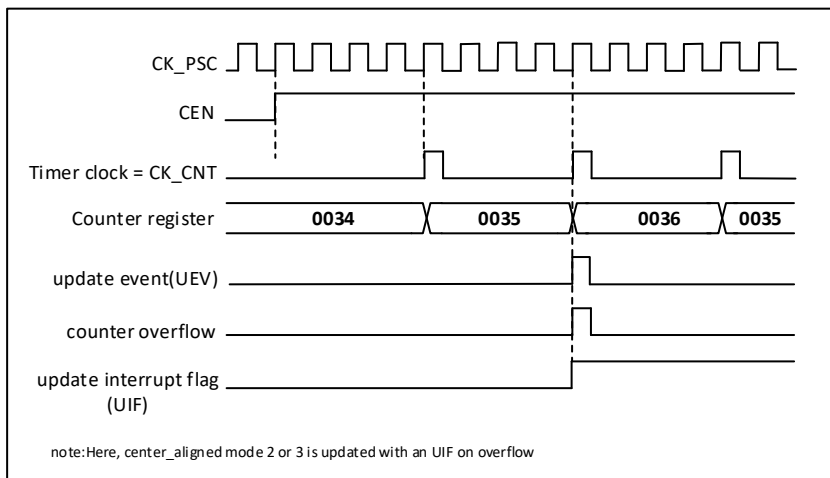 CK_PSC
CEN
Timer clock = CK_CNT
Counter register 0034 0035 0036 0035
update event(UEV)
counter overflow
update interrupt flag
(UIF)
note:Here, center_aligned mode 2 or 3 is updated with an UIF on overflow